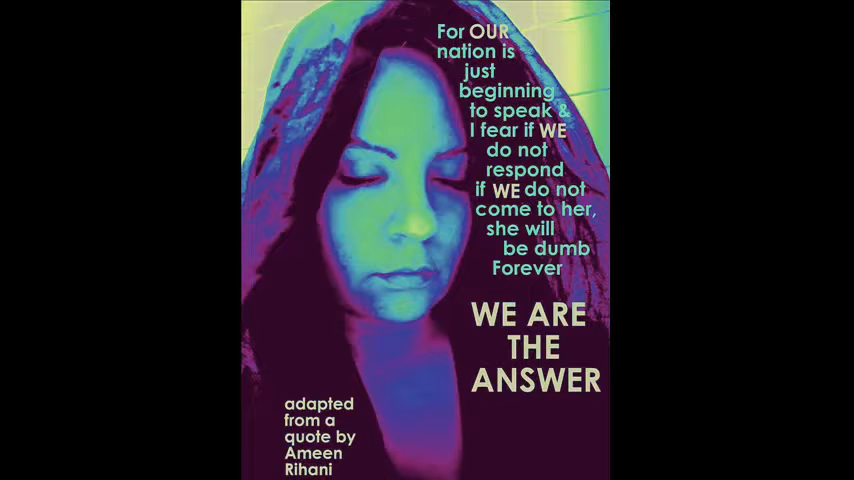 For OUR
nation is
just
beginning
to speak &
I fear if WE
do not
respond
if WE do not
come to her,
she will
be dumb
Forever
WE ARE
THE
ANSWER
adapted
from a
quote by
Ameen
Rihani